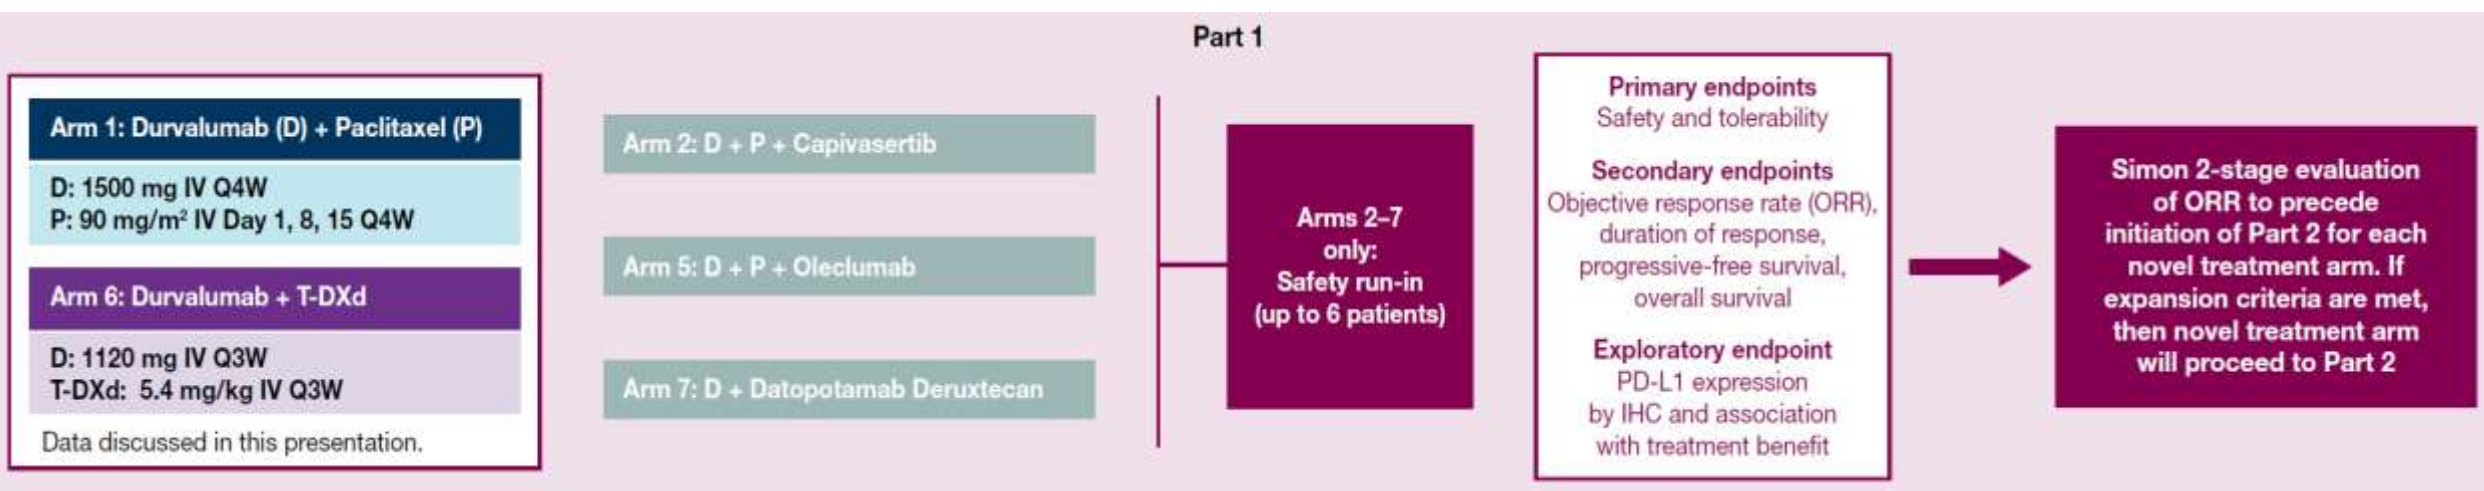 Part 1
Arm 1: Durvalumab (D) + Paclitaxel (P)
D: 1500 mg IV Q4W
P: 90 mg/m² IV Day 1, 8, 15 Q4W
Arm 6: Durvalumab + T-DXd
D: 1120 mg IV Q3W
T-DXd: 5.4 mg/kg IV Q3W
Data discussed in this presentation.
Arm 2: D + P + Capivasertib
Arm 5: D + P + Oleclumab
Arm 7: D + Datopotamab Deruxtecan
Arms 2–7
only:
Safety run-in
(up to 6 patients)
Primary endpoints
Safety and tolerability
Secondary endpoints
Objective response rate (ORR),
duration of response,
progressive-free survival,
overall survival
Exploratory endpoint
PD-L1 expression
by IHC and association
with treatment benefit
Simon 2-stage evaluation
of ORR to precede
initiation of Part 2 for each
novel treatment arm. If
expansion criteria are met,
then novel treatment arm
will proceed to Part 2